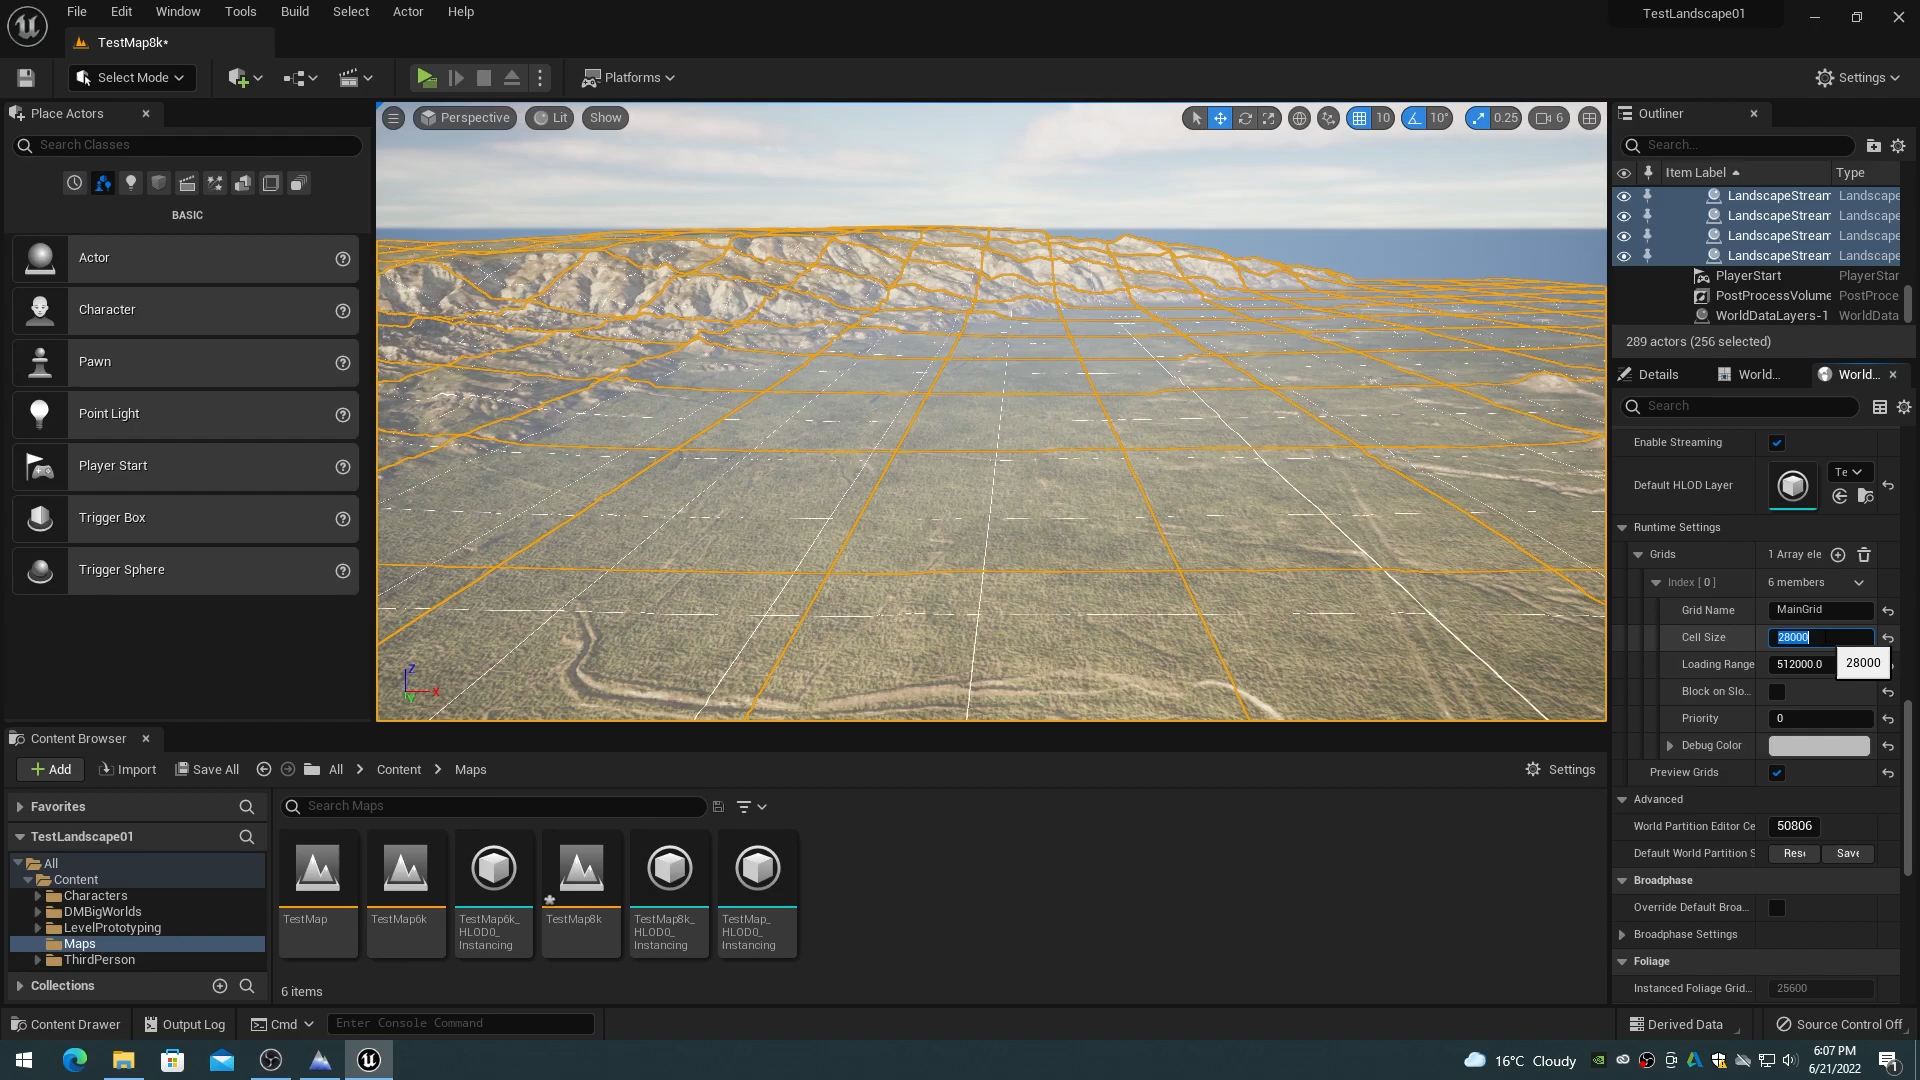 File Edit Window Tools Build Select Actor Help
TestLandscape01
TestMap8k*
Select Mode
Platforms
Settings
Place Actors
Search Classes
BASIC
Actor
Character
Pawn
Point Light
Player Start
Trigger Box
Trigger Sphere
Perspective Lit Show
10 10° 0.25 6
Z
X
Y
Outliner
Search...
Item Label Type
LandscapeStream Landscape
LandscapeStream Landscape
LandscapeStream Landscape
LandscapeStream Landscape
PlayerStart PlayerStar
PostProcessVolume PostProce
WorldDataLayers-1 WorldData
289 actors (256 selected)
Details World... World...
Search
Enable Streaming
Default HLOD Layer Te
Runtime Settings
Grids 1 Array ele
Index [ 0 ] 6 members
Grid Name MainGrid
Cell Size 28000
Loading Range 512000.0
28000
Block on Slo...
Priority 0
Debug Color
Preview Grids
Advanced
World Partition Editor Ce 50806
Default World Partition S Rese Save
Broadphase
Override Default Broa...
Broadphase Settings
Foliage
Instanced Foliage Grid... 25600
Content Browser
Add Import Save All All Content Maps Settings
Favorites
Search Maps
TestLandscape01
All
Content
Characters
DMBigWorlds
LevelPrototyping
Maps
ThirdPerson
Collections
TestMap
TestMap6k
TestMap6k_
HLOD0_
Instancing
TestMap8k
TestMap8k_
HLOD0_
Instancing
TestMap_
HLOD0_
Instancing
6 items
Content Drawer Output Log Cmd Enter Console Command
Derived Data Source Control Off
16°C Cloudy
6:07 PM
6/21/2022
1